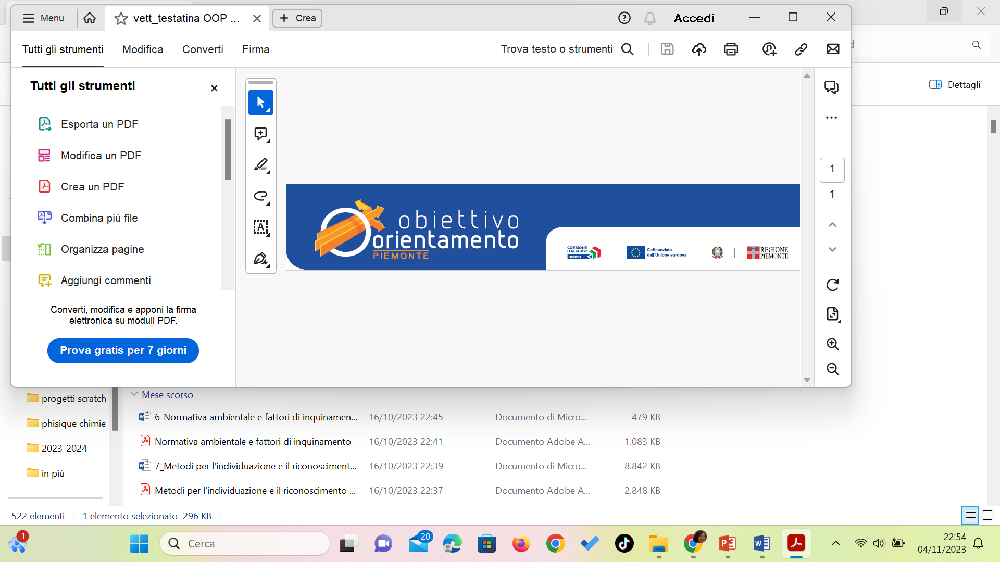 Menu
vett_testatina OOP ...
Crea
Accedi
Tutti gli strumenti
Modifica
Converti
Firma
Trova testo o strumenti
Dettagli
Tutti gli strumenti
Esporta un PDF
Modifica un PDF
Crea un PDF
Combina più file
Organizza pagine
Aggiungi commenti
Converti, modifica e apponi la firma
elettronica su moduli PDF.
Prova gratis per 7 giorni
obiettivo
orientamento
PIEMONTE
COESIONE
ITALIA 21-27
PIEMONTE
Cofinanziato
dall'Unione europea
REGIONE
PIEMONTE
1
1
progetti scratch
phisique chimie
2023-2024
in più
Mese scorso
6_Normativa ambientale e fattori di inquinamen... 16/10/2023 22:45 Documento di Micro... 479 KB
Normativa ambientale e fattori di inquinamento 16/10/2023 22:41 Documento Adobe A... 1.083 KB
7_Metodi per l'individuazione e il riconosciment... 16/10/2023 22:39 Documento di Micro... 8.842 KB
Metodi per l'individuazione e il riconoscimento ... 16/10/2023 22:37 Documento Adobe A... 2.848 KB
522 elementi
1 elemento selezionato 296 KB
1
Cerca
20
22:54
04/11/2023